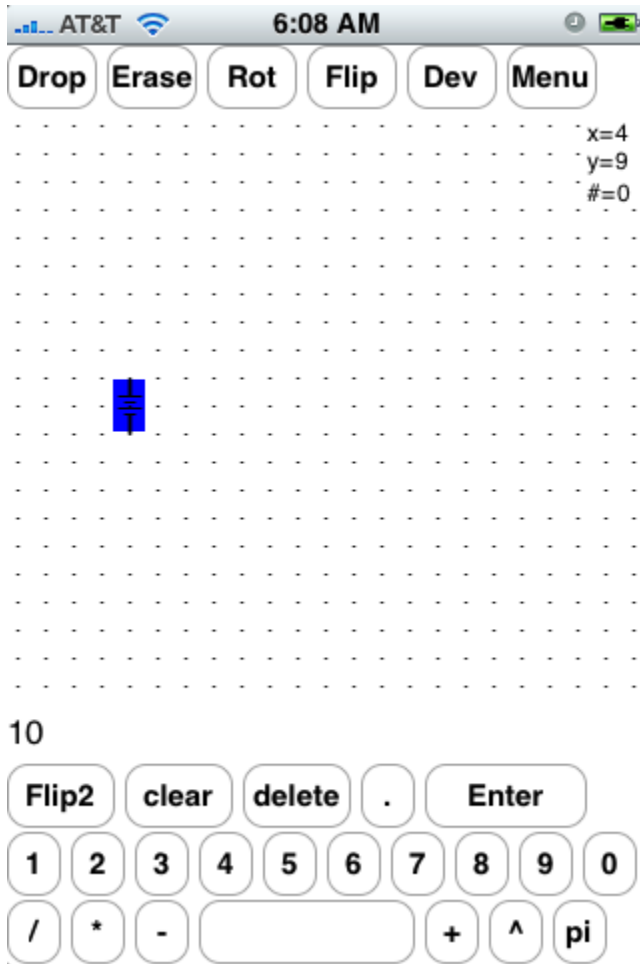 AT&T 6:08 AM
Drop Erase Rot Flip Dev Menu
x=4
y=9
#=0
10
Flip2 clear delete . Enter
1 2 3 4 5 6 7 8 9 0
/ * - + ^ pi